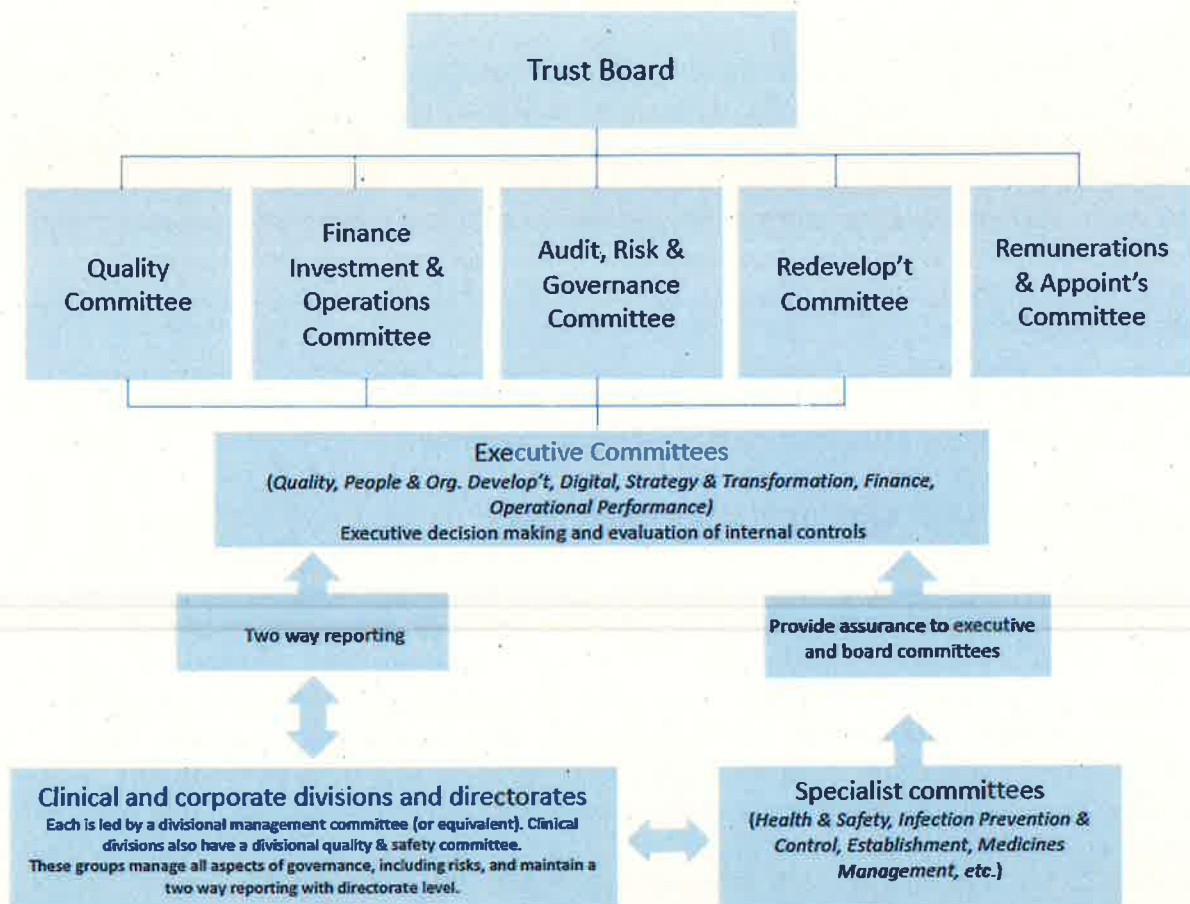 Trust Board
Quality
Committee
Finance
Investment &
Operations
Committee
Audit, Risk &
Governance
Committee
Redevelop't
Committee
Remunerations
& Appoint's
Committee
Executive Committees
(Quality, People & Org. Develop't, Digital, Strategy & Transformation, Finance,
Operational Performance)
Executive decision making and evaluation of internal controls
Two way reporting
Provide assurance to executive
and board committees
Clinical and corporate divisions and directorates
Each is led by a divisional management committee (or equivalent). Clinical
divisions also have a divisional quality & safety committee.
These groups manage all aspects of governance, including risks, and maintain a
two way reporting with directorate level.
Specialist committees
(Health & Safety, Infection Prevention &
Control, Establishment, Medicines
Management, etc.)